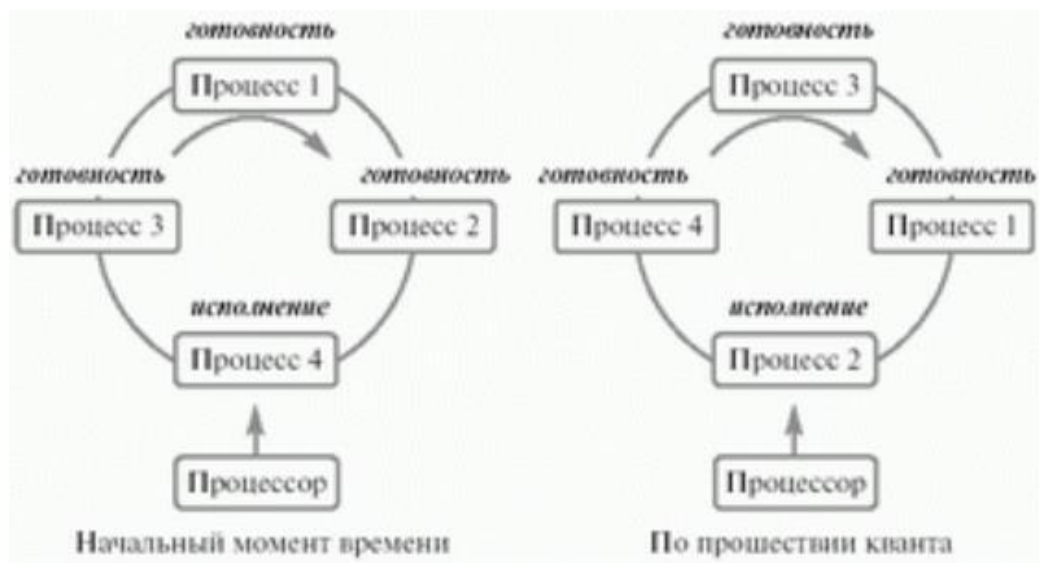 готовность
Процесс 1
готовность
готовность
Процесс 3
Процесс 2
исполнение
Процесс 4
Процессор
Начальный момент времени
готовность
Процесс 3
готовность
готовность
Процесс 4
Процесс 1
исполнение
Процесс 2
Процессор
По прошествии кванта